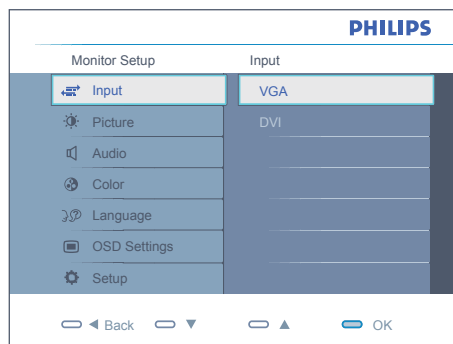 PHILIPS
Monitor Setup
Input
Input
VGA
Picture
DVI
Audio
Color
Language
OSD Settings
Setup
Back
OK